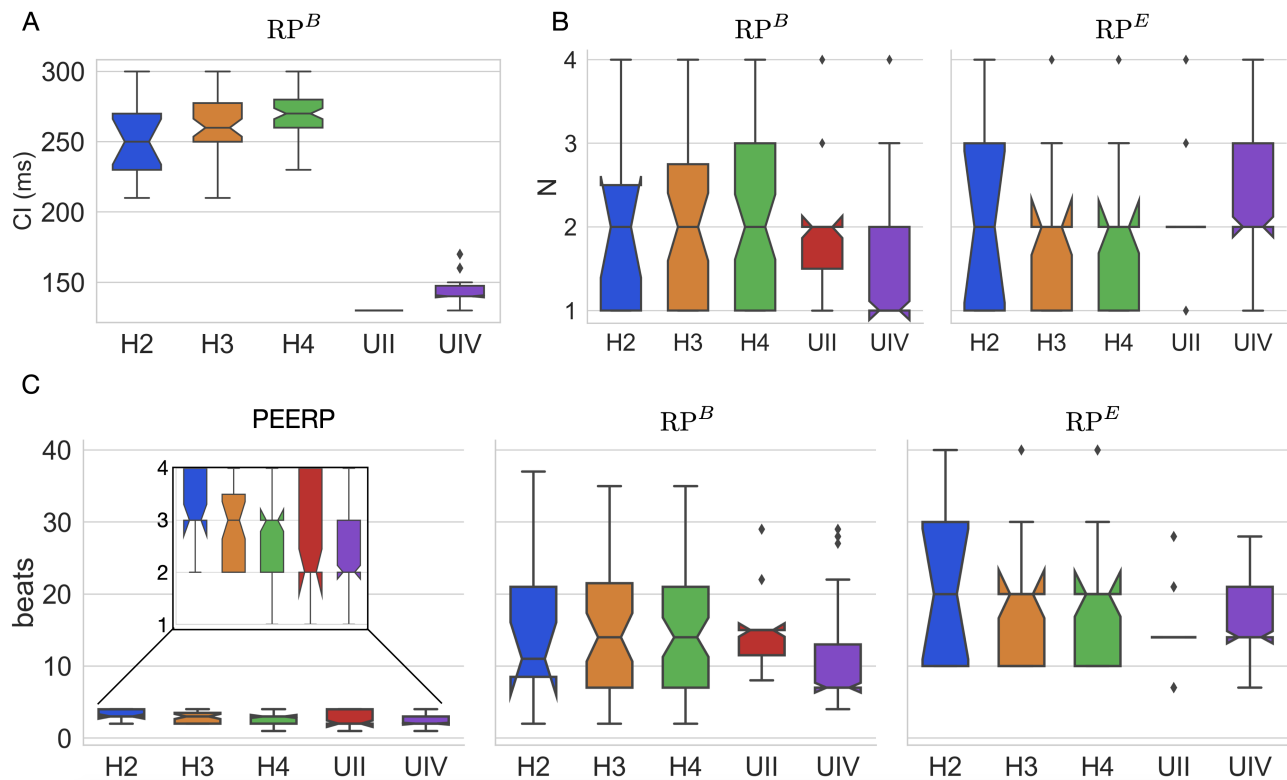 A
RP^B
CI (ms)
300
250
200
150
H2 H3 H4 UII UIV
B
RP^B
RP^E
N
4
3
2
1
H2 H3 H4 UII UIV
H2 H3 H4 UII UIV
C
PEERP
RP^B
RP^E
beats
40
30
20
10
0
4
3
2
1
H2 H3 H4 UII UIV
H2 H3 H4 UII UIV
H2 H3 H4 UII UIV